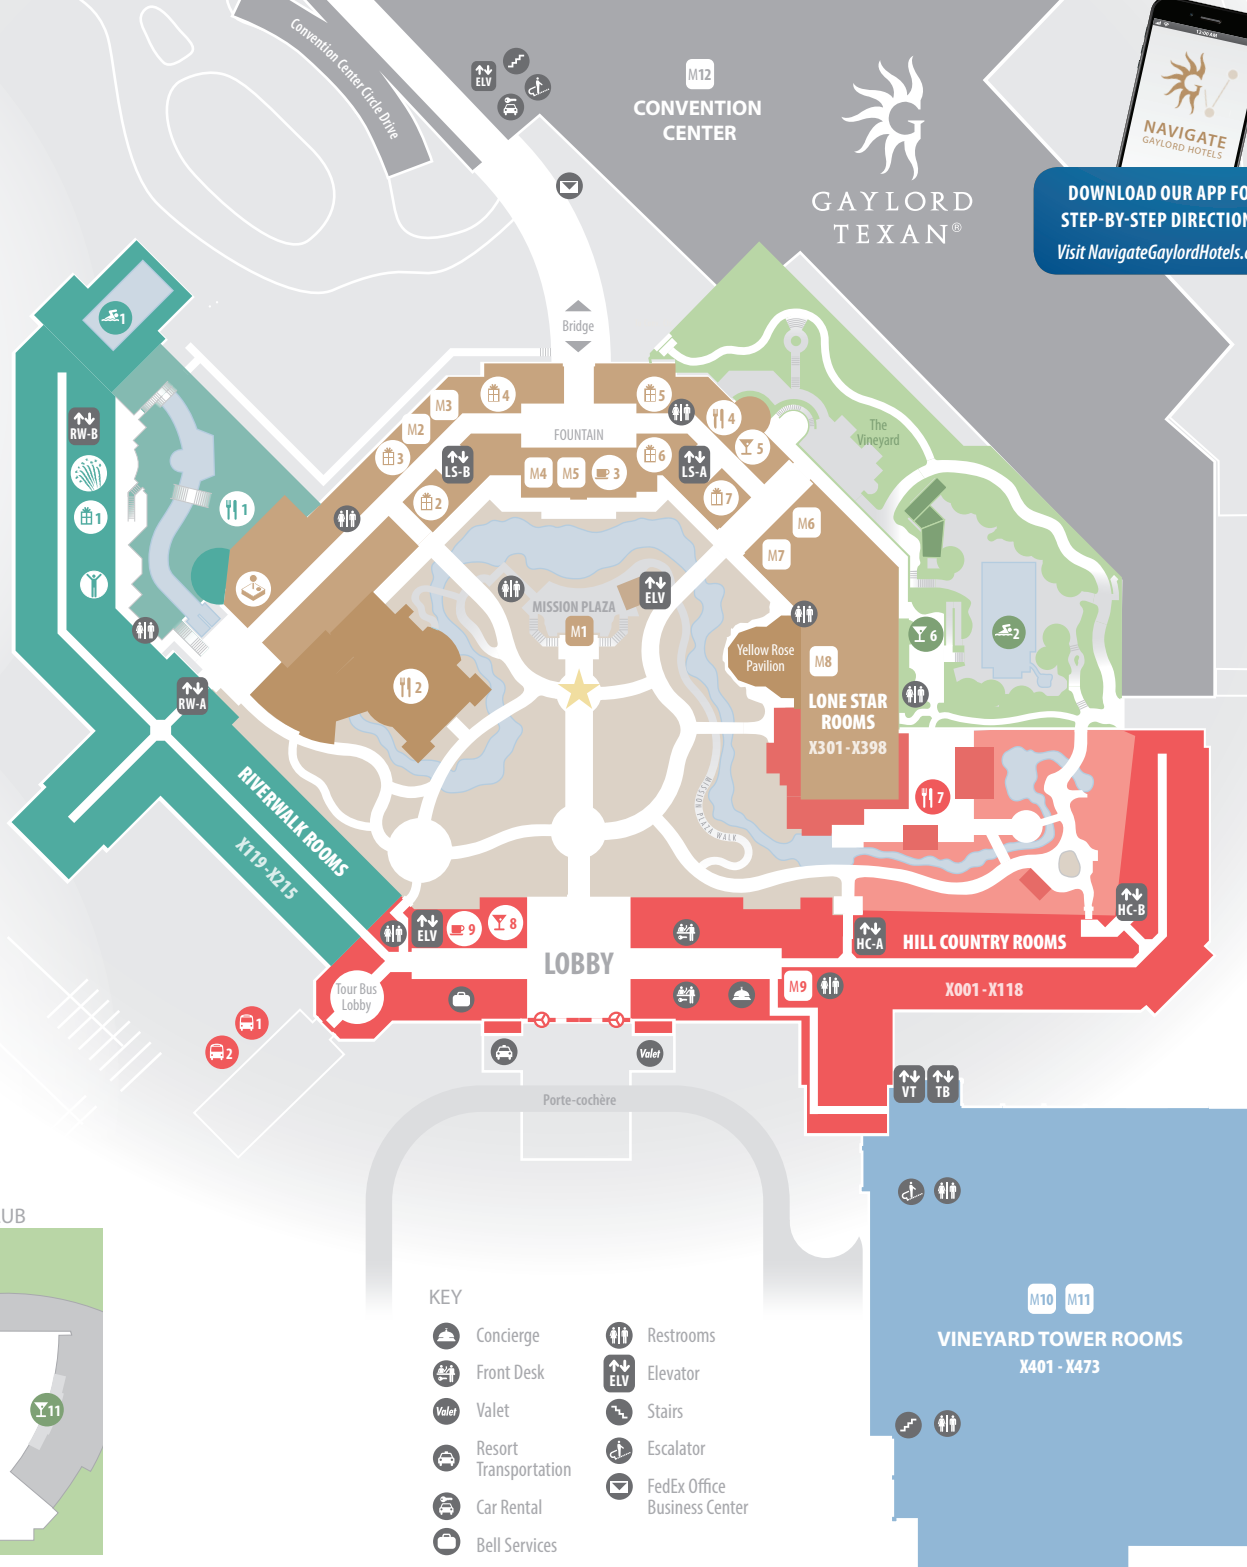 Convention Center Circle Drive
ELV
M12
CONVENTION
CENTER
GAYLORD
TEXAN®
12:00 AM
NAVIGATE
GAYLORD HOTELS
DOWNLOAD OUR APP FO
STEP-BY-STEP DIRECTION
Visit NavigateGaylordHotels.c
Bridge
1
RW-B
1
1
M3
M2
3
4
5
4
5
FOUNTAIN
LS-B
2
M4
M5
3
6
LS-A
7
M6
M7
The
Vineyard
MISSION PLAZA
M1
ELV
Yellow Rose
Pavilion
M8
LONE STAR
ROOMS
X301 - X398
6
2
2
RW-A
RIVERWALK ROOMS
X119 - X215
MISSION PLAZA WALK
7
HC-B
HC-A
HILL COUNTRY ROOMS
X001 - X118
ELV
9
8
LOBBY
M9
Tour Bus
Lobby
1
2
Valet
Porte-cochère
VT
TB
M10
M11
VINEYARD TOWER ROOMS
X401 - X473
UB
11
KEY
Concierge
Front Desk
Valet
Valet
Resort
Transportation
Car Rental
Bell Services
Restrooms
ELV
Elevator
Stairs
Escalator
FedEx Office
Business Center